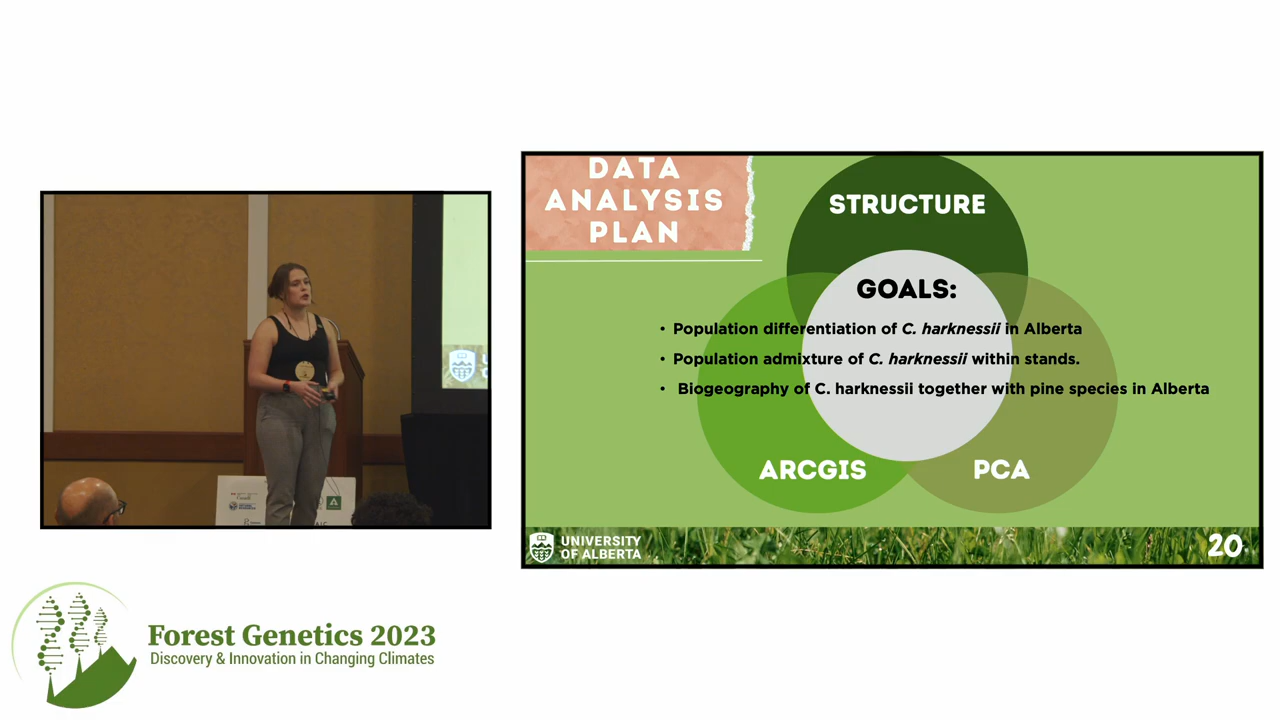 DATA
ANALYSIS
PLAN
STRUCTURE
GOALS:
• Population differentiation of C. harknessii in Alberta
• Population admixture of C. harknessii within stands.
• Biogeography of C. harknessii together with pine species in Alberta
ARCGIS
PCA
UNIVERSITY
OF ALBERTA
20
Forest Genetics 2023
Discovery & Innovation in Changing Climates